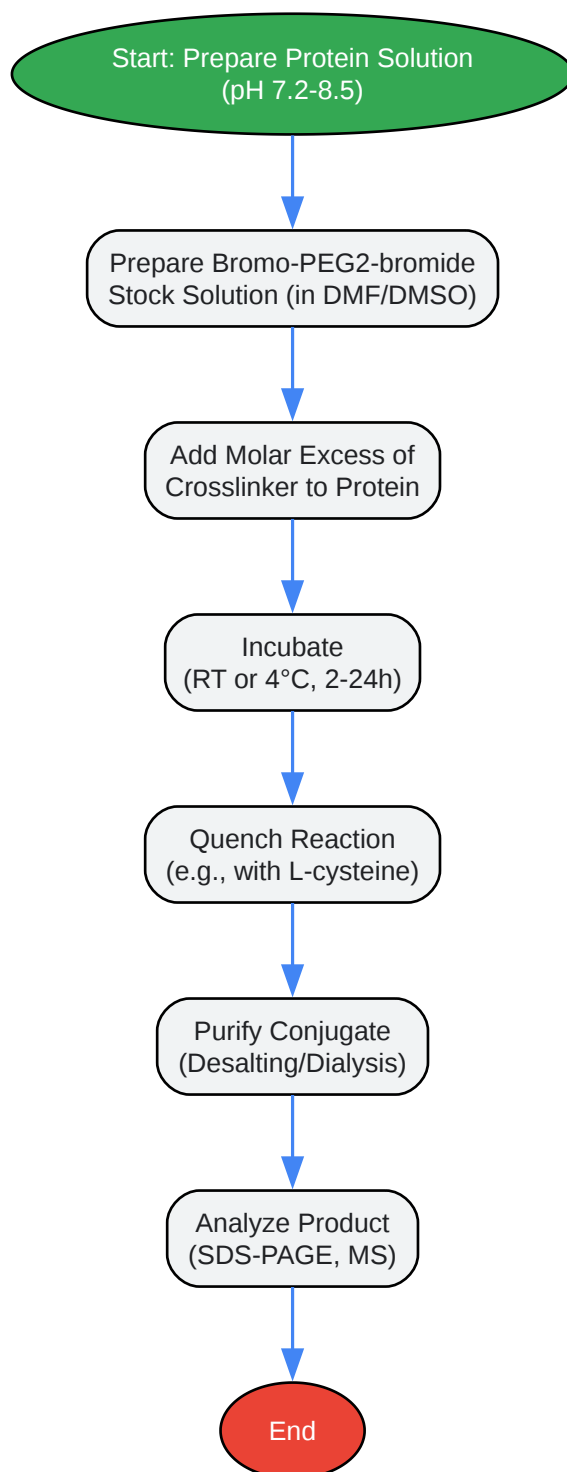 Start: Prepare Protein Solution
(pH 7.2-8.5)
Prepare Bromo-PEG2-bromide
Stock Solution (in DMF/DMSO)
Add Molar Excess of
Crosslinker to Protein
Incubate
(RT or 4°C, 2-24h)
Quench Reaction
(e.g., with L-cysteine)
Purify Conjugate
(Desalting/Dialysis)
Analyze Product
(SDS-PAGE, MS)
End